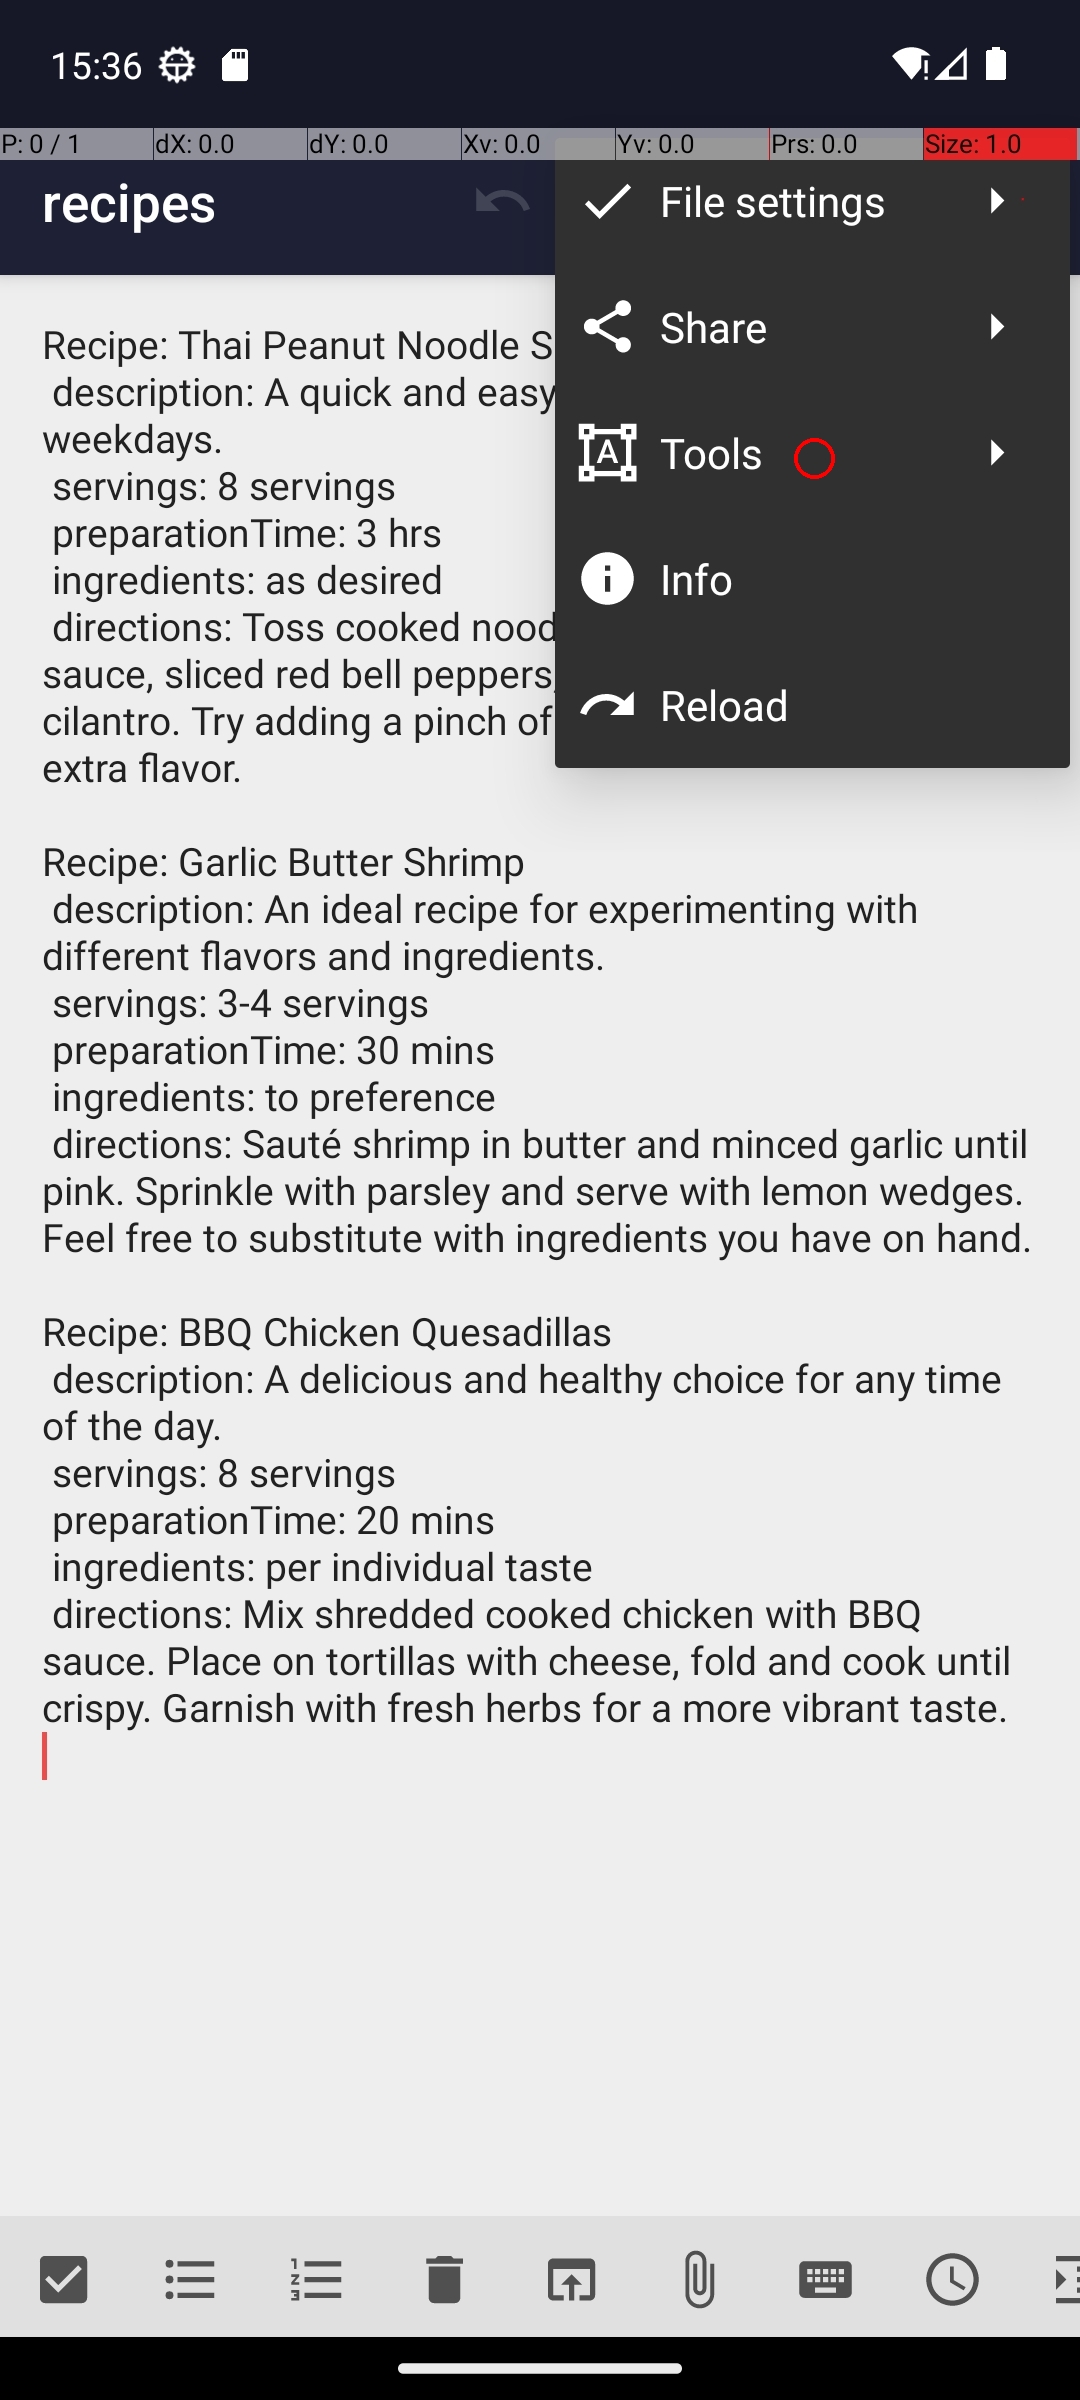 15:36
P: 0 / 1 dX: 0.0 dY: 0.0 Xv: 0.0 Yv: 0.0 Prs: 0.0 Size: 1.0
recipes
File settings
Share
Tools
Info
Reload
Recipe: Thai Peanut Noodle S
description: A quick and easy
weekdays.
servings: 8 servings
preparationTime: 3 hrs
ingredients: as desired
directions: Toss cooked nood
sauce, sliced red bell peppers,
cilantro. Try adding a pinch of
extra flavor.
Recipe: Garlic Butter Shrimp
description: An ideal recipe for experimenting with
different flavors and ingredients.
servings: 3-4 servings
preparationTime: 30 mins
ingredients: to preference
directions: Sauté shrimp in butter and minced garlic until
pink. Sprinkle with parsley and serve with lemon wedges.
Feel free to substitute with ingredients you have on hand.
Recipe: BBQ Chicken Quesadillas
description: A delicious and healthy choice for any time
of the day.
servings: 8 servings
preparationTime: 20 mins
ingredients: per individual taste
directions: Mix shredded cooked chicken with BBQ
sauce. Place on tortillas with cheese, fold and cook until
crispy. Garnish with fresh herbs for a more vibrant taste.